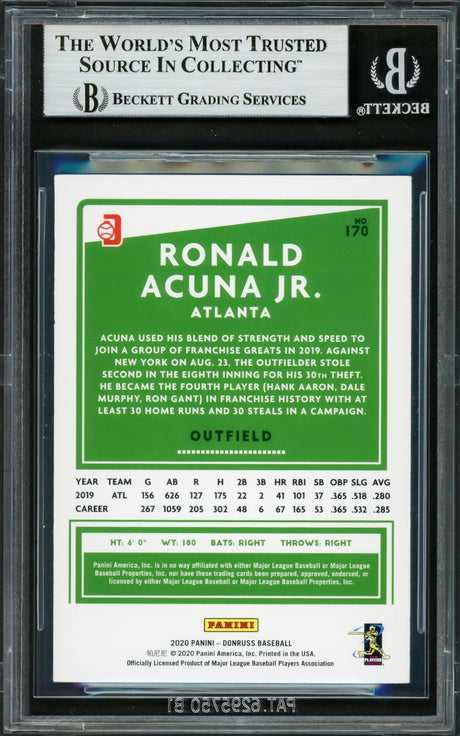 THE WORLD'S MOST TRUSTED
SOURCE IN COLLECTING™
B BECKETT GRADING SERVICES
B
BECKETT®
NO.
170
RONALD
ACUNA JR.
ATLANTA
ACUNA USED HIS BLEND OF STRENGTH AND SPEED TO
JOIN A GROUP OF FRANCHISE GREATS IN 2019. AGAINST
NEW YORK ON AUG. 23, THE OUTFIELDER STOLE
SECOND IN THE EIGHTH INNING FOR HIS 30TH THEFT.
HE BECAME THE FOURTH PLAYER (HANK AARON, DALE
MURPHY, RON GANT) IN FRANCHISE HISTORY WITH AT
LEAST 30 HOME RUNS AND 30 STEALS IN A CAMPAIGN.
OUTFIELD
YEAR TEAM G AB R H 2B 3B HR RBI SB OBP SLG AVG
2019 ATL 156 626 127 175 22 2 41 101 37 .365 .518 .280
CAREER 267 1059 205 302 48 6 67 165 53 .365 .532 .285
HT: 6' 0" WT: 180 BATS: RIGHT THROWS: RIGHT
Panini America, Inc. is in no way affiliated with either Major League Baseball or Major League
Baseball Properties, Inc. nor have these trading cards been prepared, approved, endorsed, or
licensed by either Major League Baseball or Major League Baseball Properties, Inc.
PANINI
2020 PANINI – DONRUSS BASEBALL
帕尼尼 © 2020 Panini America, Inc. Printed in the USA.
Officially Licensed Product of Major League Baseball Players Association
PLAYERS
PAT. 6295750 B1